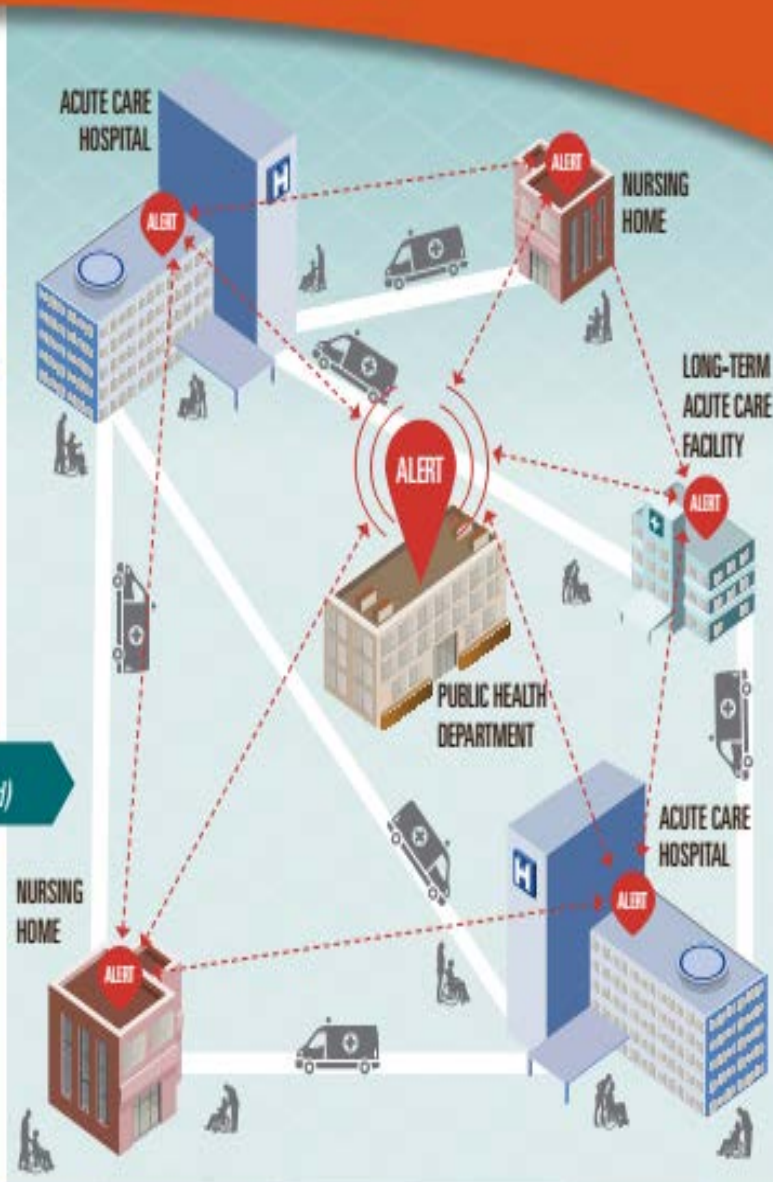 ACUTE CARE
HOSPITAL
H
ALERT
ALERT
NURSING
HOME
LONG-TERM
ACUTE CARE
FACILITY
ALERT
ALERT
PUBLIC HEALTH
DEPARTMENT
ACUTE CARE
HOSPITAL
H
ALERT
NURSING
HOME
ALERT